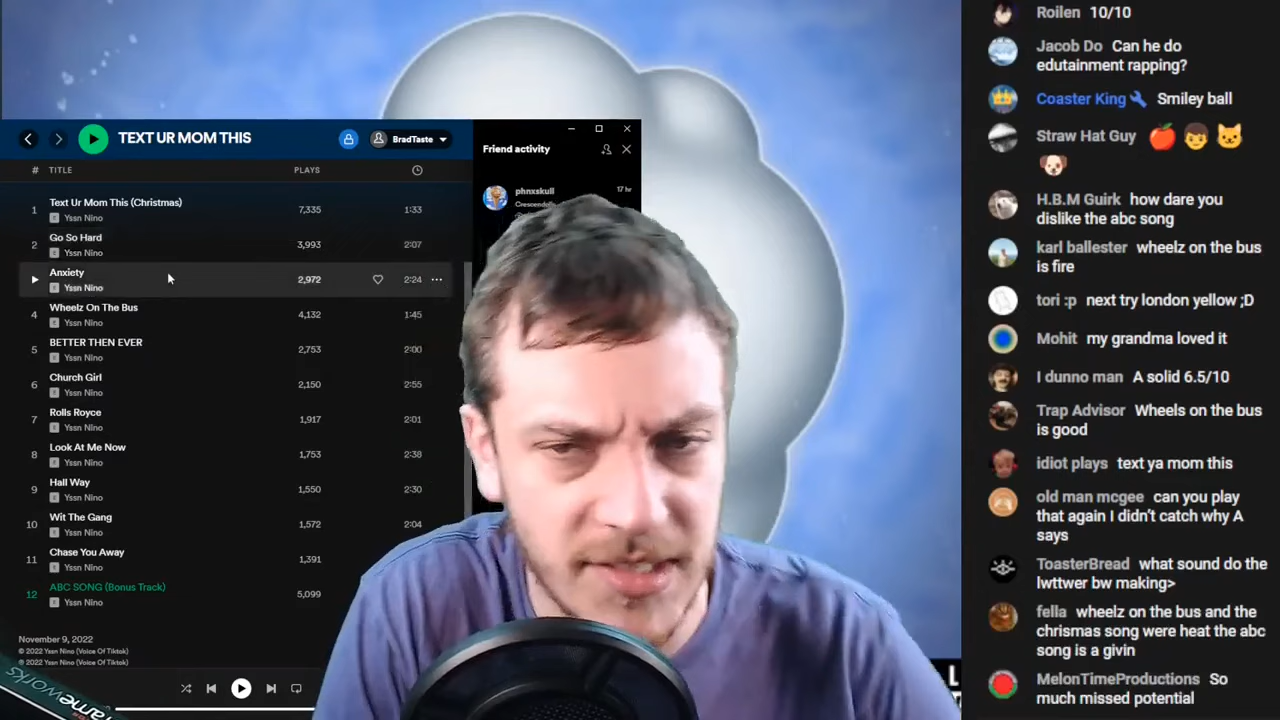 TEXT UR MOM THIS
BradTaste
# TITLE PLAYS
1 Text Ur Mom This (Christmas) 7,335 1:33
E Yssn Nino
2 Go So Hard 3,993 2:07
E Yssn Nino
Anxiety 2,972 2:24
E Yssn Nino
4 Wheelz On The Bus 4,132 1:45
E Yssn Nino
5 BETTER THEN EVER 2,753 2:00
E Yssn Nino
6 Church Girl 2,150 2:55
E Yssn Nino
7 Rolls Royce 1,917 2:01
E Yssn Nino
8 Look At Me Now 1,753 2:38
E Yssn Nino
9 Hall Way 1,550 2:30
E Yssn Nino
10 Wit The Gang 1,572 2:04
E Yssn Nino
11 Chase You Away 1,391
E Yssn Nino
12 ABC SONG (Bonus Track) 5,099
E Yssn Nino
November 9, 2022
© 2022 Yssn Nino (Voice Of Tiktok)
℗ 2022 Yssn Nino (Voice Of Tiktok)
Friend activity
phnxskull 17 hr
Roilen 10/10
Jacob Do Can he do
edutainment rapping?
Coaster King Smiley ball
Straw Hat Guy 🍎 👦 🐱
🐶
H.B.M Guirk how dare you
dislike the abc song
karl ballester wheelz on the bus
is fire
tori :p next try london yellow ;D
Mohit my grandma loved it
I dunno man A solid 6.5/10
Trap Advisor Wheels on the bus
is good
idiot plays text ya mom this
old man mcgee can you play
that again I didn't catch why A
says
ToasterBread what sound do the
lwttwer bw making>
fella wheelz on the bus and the
chrismas song were heat the abc
song is a givin
MelonTimeProductions So
much missed potential